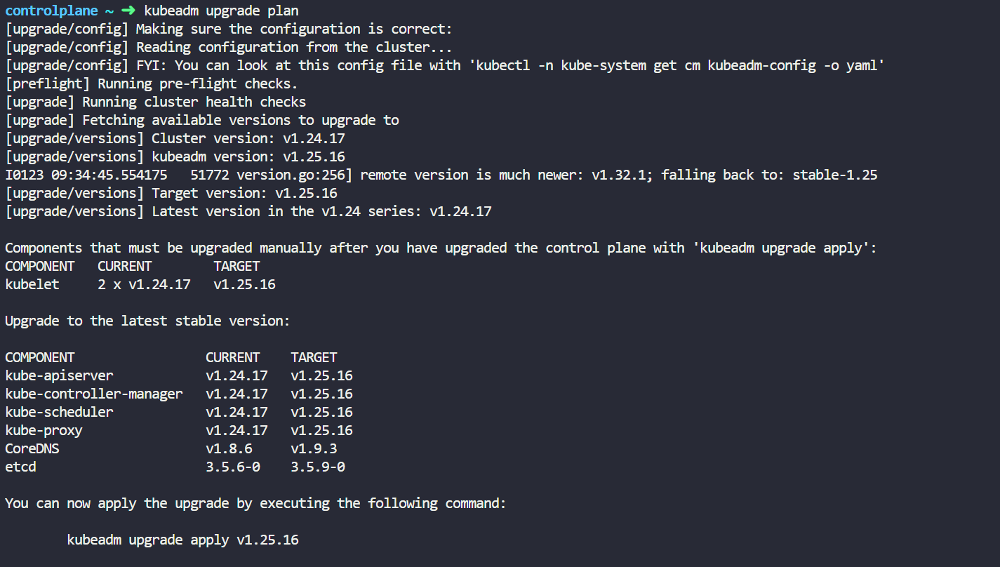 controlplane ~ ➜ kubeadm upgrade plan
[upgrade/config] Making sure the configuration is correct:
[upgrade/config] Reading configuration from the cluster...
[upgrade/config] FYI: You can look at this config file with 'kubectl -n kube-system get cm kubeadm-config -o yaml'
[preflight] Running pre-flight checks.
[upgrade] Running cluster health checks
[upgrade] Fetching available versions to upgrade to
[upgrade/versions] Cluster version: v1.24.17
[upgrade/versions] kubeadm version: v1.25.16
I0123 09:34:45.554175   51772 version.go:256] remote version is much newer: v1.32.1; falling back to: stable-1.25
[upgrade/versions] Target version: v1.25.16
[upgrade/versions] Latest version in the v1.24 series: v1.24.17
Components that must be upgraded manually after you have upgraded the control plane with 'kubeadm upgrade apply':
COMPONENT   CURRENT        TARGET
kubelet     2 x v1.24.17   v1.25.16
Upgrade to the latest stable version:
COMPONENT                 CURRENT    TARGET
kube-apiserver            v1.24.17   v1.25.16
kube-controller-manager   v1.24.17   v1.25.16
kube-scheduler            v1.24.17   v1.25.16
kube-proxy                v1.24.17   v1.25.16
CoreDNS                   v1.8.6     v1.9.3
etcd                      3.5.6-0    3.5.9-0
You can now apply the upgrade by executing the following command:
kubeadm upgrade apply v1.25.16